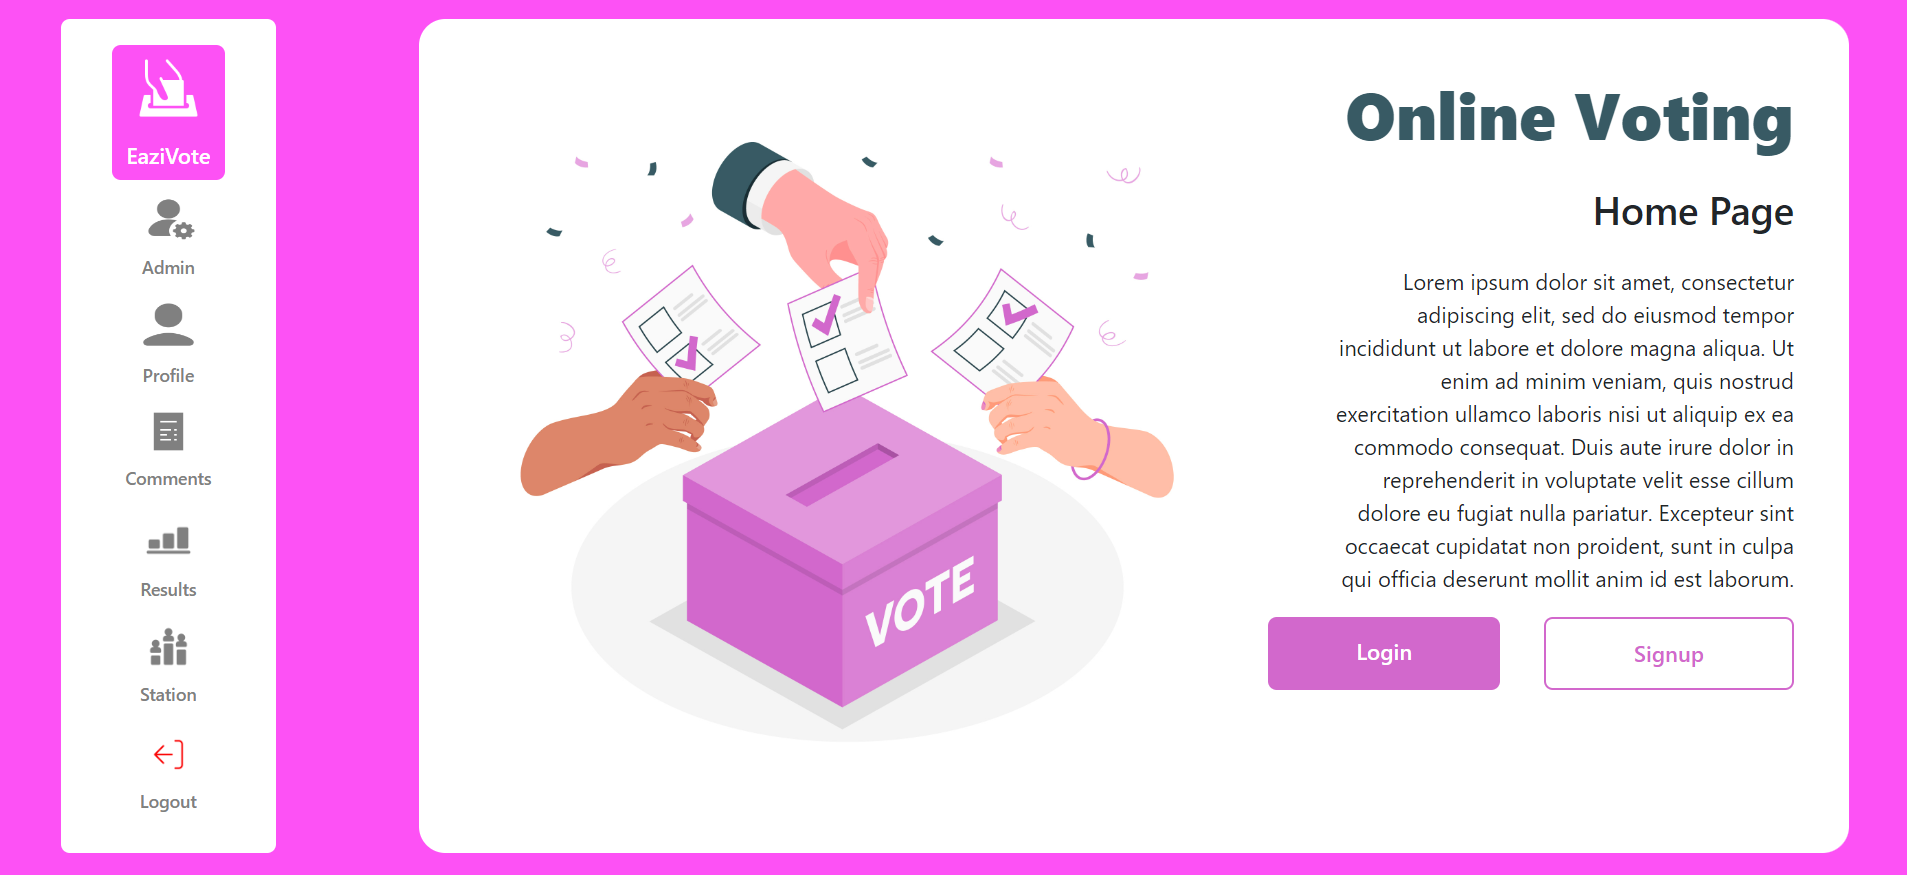 EaziVote
Admin
Profile
Comments
Results
Station
Logout
Online Voting
Home Page
Lorem ipsum dolor sit amet, consectetur
adipiscing elit, sed do eiusmod tempor
incididunt ut labore et dolore magna aliqua. Ut
enim ad minim veniam, quis nostrud
exercitation ullamco laboris nisi ut aliquip ex ea
commodo consequat. Duis aute irure dolor in
reprehenderit in voluptate velit esse cillum
dolore eu fugiat nulla pariatur. Excepteur sint
occaecat cupidatat non proident, sunt in culpa
qui officia deserunt mollit anim id est laborum.
Login
Signup
VOTE